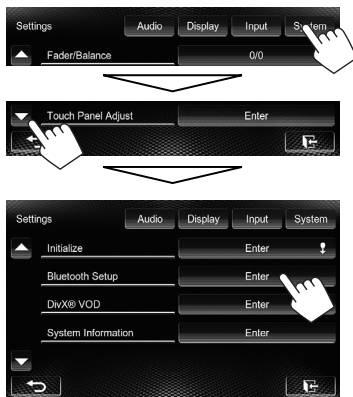 Settings Audio Display Input System
Fader/Balance 0/0
Touch Panel Adjust Enter
Settings Audio Display Input System
Initialize Enter
Bluetooth Setup Enter
DivX® VOD Enter
System Information Enter